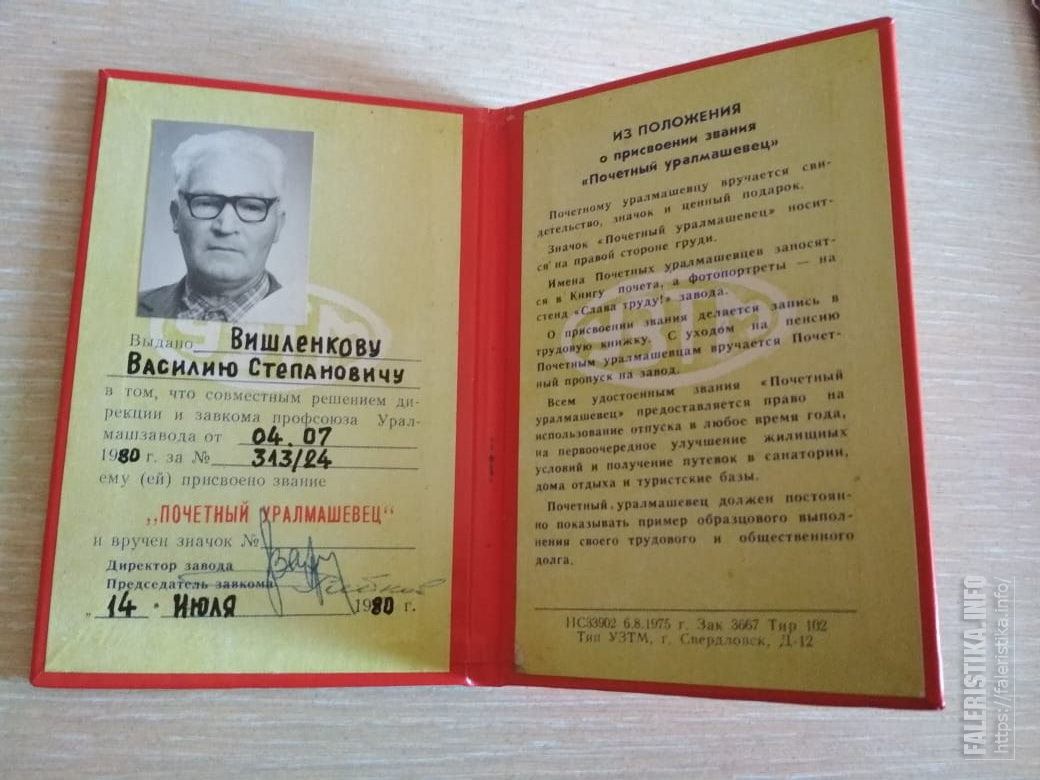 Выдано ВИШЛЕНКОВУ
ВАСИЛИЮ СТЕПАНОВИЧУ
в том, что совместным решением ди-
рекции и завкома профсоюза Урал-
машзавода от 04.07
1980 г. за № 313/24
ему (ей) присвоено звание
„ПОЧЕТНЫЙ УРАЛМАШЕВЕЦ“
и вручен значок №
Директор завода
Председатель завкома
„14 " ИЮЛЯ 1980 г.
УЗТМ
ИЗ ПОЛОЖЕНИЯ
о присвоении звания
«Почетный уралмашевец»
Почетному уралмашевцу вручается сви-
детельство, значок и ценный подарок.
Значок «Почетный уралмашевец» носит-
ся на правой стороне груди.
Имена Почетных уралмашевцев заносят-
ся в Книгу почета, а фотопортреты — на
стенд «Слава труду!» завода.
О присвоении звания делается запись в
трудовую книжку. С уходом на пенсию
Почетным уралмашевцам вручается Почет-
ный пропуск на завод.
Всем удостоенным звания «Почетный
уралмашевец» предоставляется право на
использование отпуска в любое время года,
на первоочередное улучшение жилищных
условий и получение путевок в санатории,
дома отдыха и туристские базы.
Почетный уралмашевец должен постоян-
но показывать пример образцового выпол-
нения своего трудового и общественного
долга.
УЗТМ
НС33902 6.8.1975 г. Зак 3667 Тир 102
Тип УЗТМ, г. Свердловск, Д-12
FALERISTIKA.INFO
https://faleristika.info/